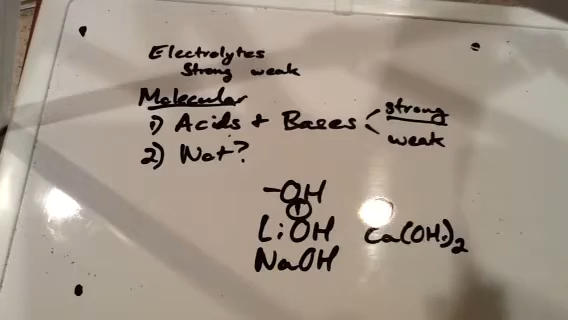 Electrolytes
Strong weak
Molecular
1) Acids + Bases < strong
weak
2) Not?
-OH
LiOH Ca(OH)2
NaOH